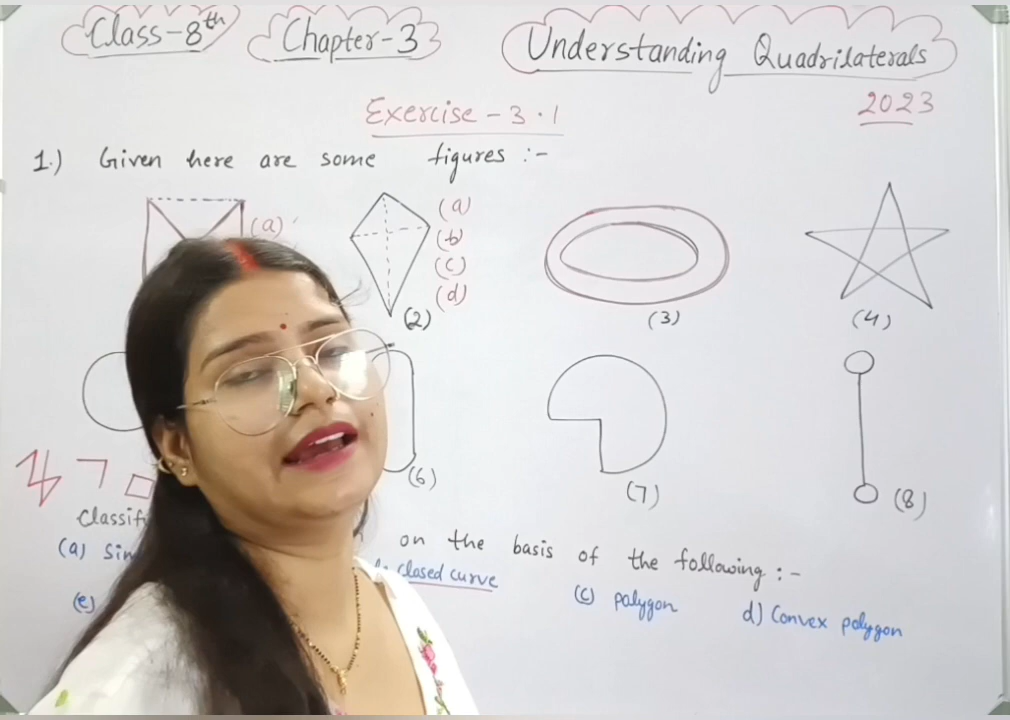 Class-8th Chapter-3 Understanding Quadrilaterals
2023
Exercise - 3.1
1.) Given here are some figures :-
(a) (a)
(b)
(c)
(d)
(2) (3) (4)
(6) (7) (8)
on the basis of the following :-
(a) closed curve (c) polygon d) Convex polygon
(e)